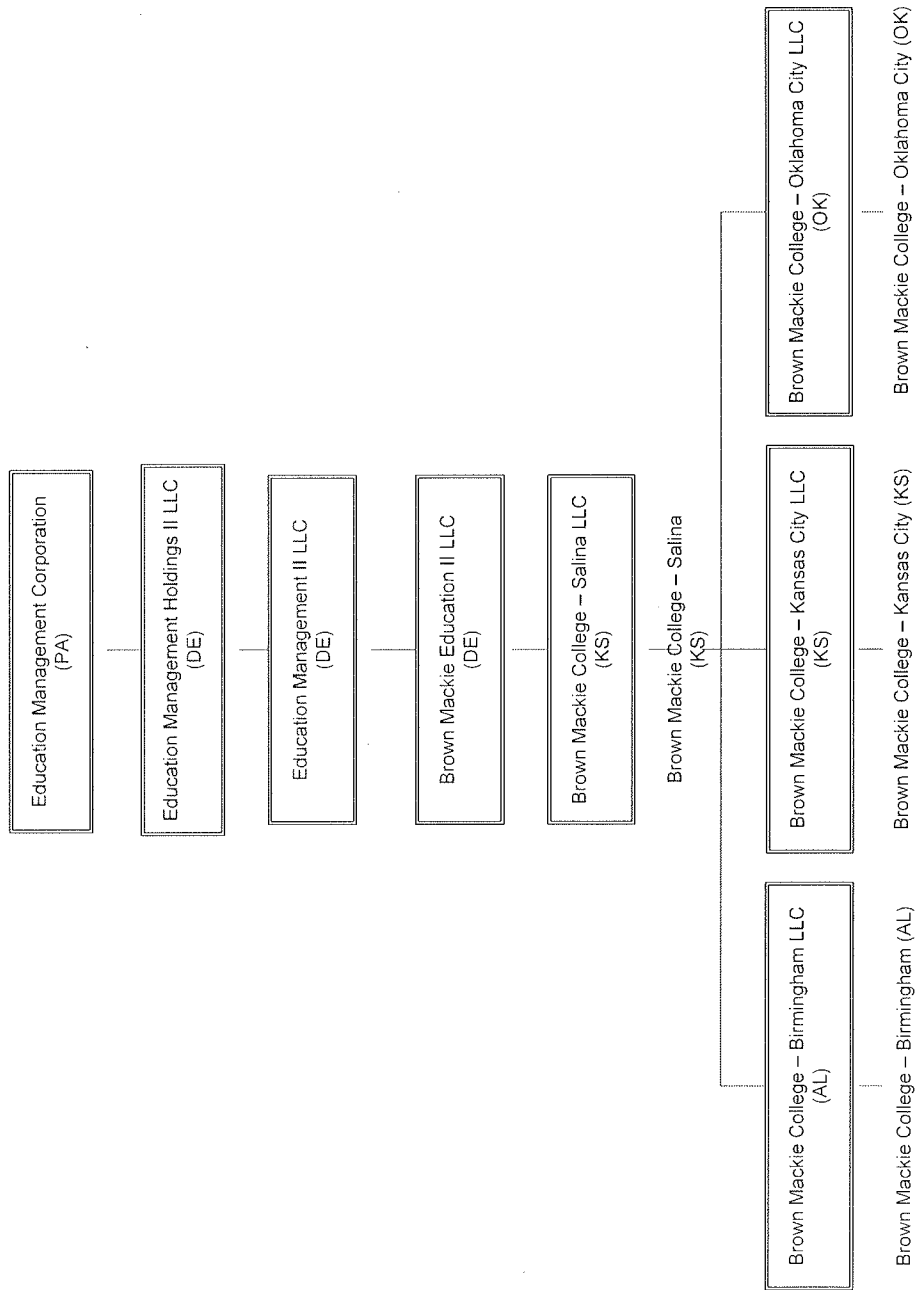 Education Management Corporation
(PA)
Education Management Holdings II LLC
(DE)
Education Management II LLC
(DE)
Brown Mackie Education II LLC
(DE)
Brown Mackie College – Salina LLC
(KS)
Brown Mackie College – Salina
(KS)
Brown Mackie College – Birmingham LLC
(AL)
Brown Mackie College – Birmingham (AL)
Brown Mackie College – Kansas City LLC
(KS)
Brown Mackie College – Kansas City (KS)
Brown Mackie College – Oklahoma City LLC
(OK)
Brown Mackie College – Oklahoma City (OK)